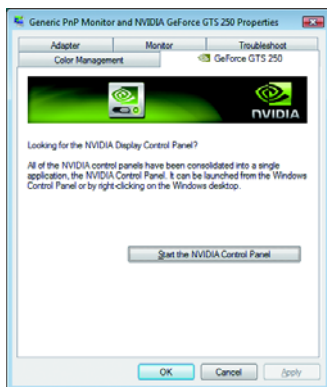 Generic PnP Monitor and NVIDIA GeForce GTS 250 Properties
Adapter Monitor Troubleshoot
Color Management GeForce GTS 250
NVIDIA
Looking for the NVIDIA Display Control Panel?
All of the NVIDIA control panels have been consolidated into a single
application, the NVIDIA Control Panel. It can be launched from the Windows
Control Panel or by right-clicking on the Windows desktop.
Start the NVIDIA Control Panel
OK Cancel Apply